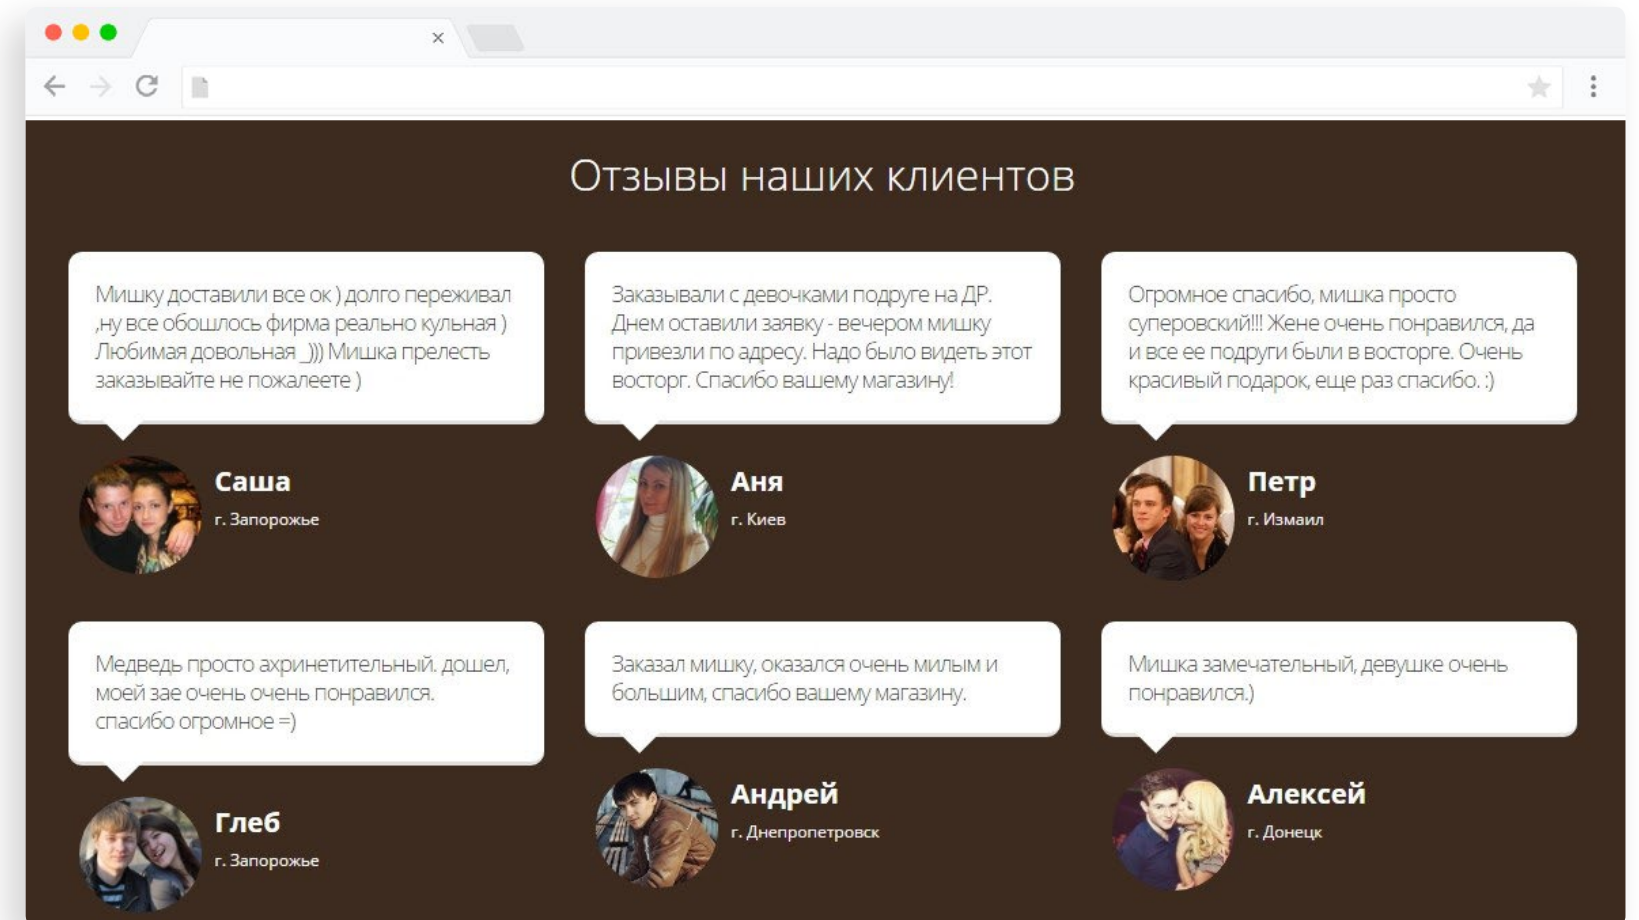 Отзывы наших клиентов
Мишку доставили все ок ) долго переживал
,ну все обошлось фирма реально кульная )
Любимая довольная _))) Мишка прелесть
заказывайте не пожалеете )
Саша
г. Запорожье
Заказывали с девочками подруге на ДР.
Днем оставили заявку - вечером мишку
привезли по адресу. Надо было видеть этот
восторг. Спасибо вашему магазину!
Аня
г. Киев
Огромное спасибо, мишка просто
суперовский!!! Жене очень понравился, да
и все ее подруги были в восторге. Очень
красивый подарок, еще раз спасибо. :)
Петр
г. Измаил
Медведь просто ахринетительный. дошел,
моей зае очень очень понравился.
спасибо огромное =)
Глеб
г. Запорожье
Заказал мишку, оказался очень милым и
большим, спасибо вашему магазину.
Андрей
г. Днепропетровск
Мишка замечательный, девушке очень
понравился.)
Алексей
г. Донецк